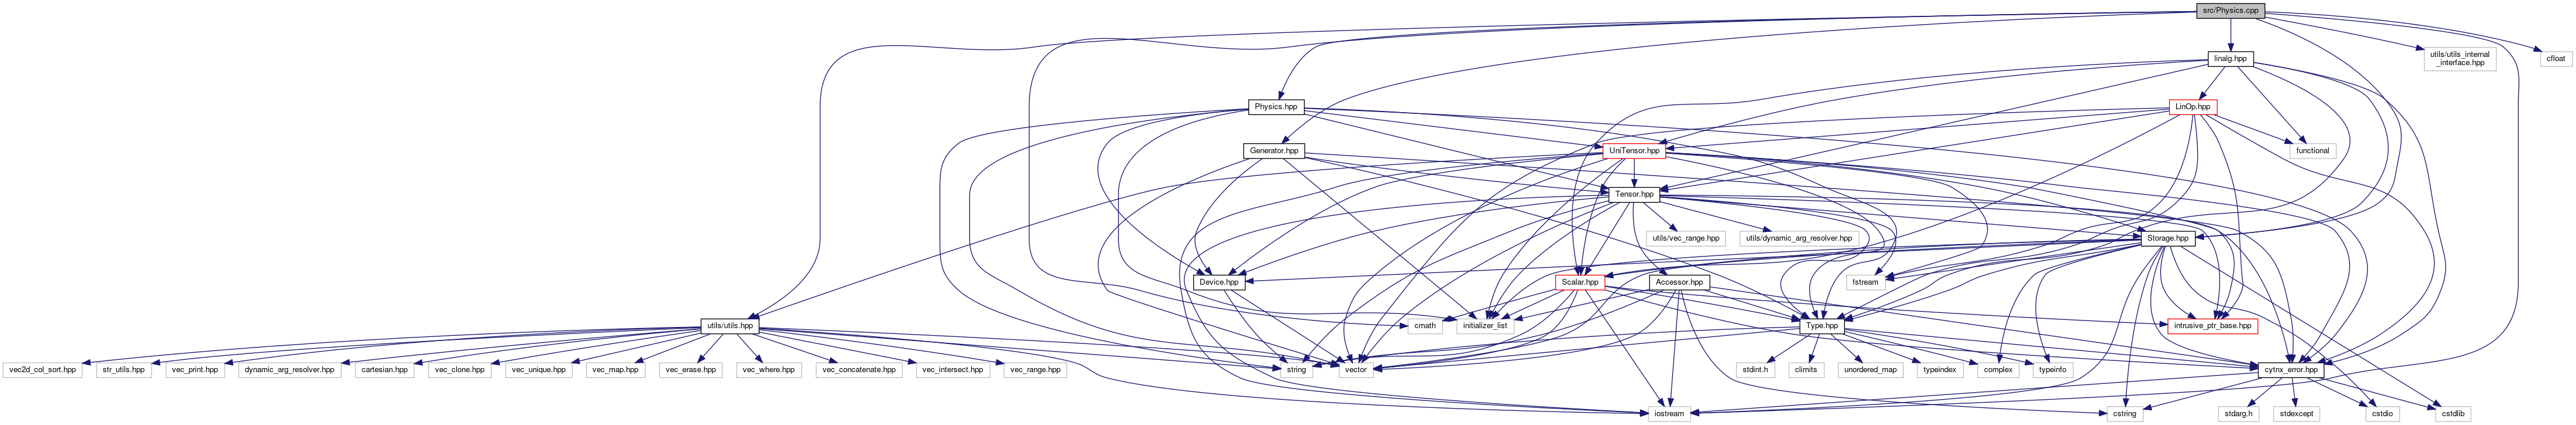 src/Physics.cpp
utils/utils_internal
_interface.hpp
cfloat
linalg.hpp
Physics.hpp
LinOp.hpp
Generator.hpp
UniTensor.hpp
functional
Tensor.hpp
utils/vec_range.hpp
utils/dynamic_arg_resolver.hpp
Storage.hpp
Device.hpp
Scalar.hpp
Accessor.hpp
fstream
utils/utils.hpp
cmath
initializer_list
Type.hpp
intrusive_ptr_base.hpp
vec2d_col_sort.hpp
str_utils.hpp
vec_print.hpp
dynamic_arg_resolver.hpp
cartesian.hpp
vec_clone.hpp
vec_unique.hpp
vec_map.hpp
vec_erase.hpp
vec_where.hpp
vec_concatenate.hpp
vec_intersect.hpp
vec_range.hpp
string
vector
stdint.h
climits
unordered_map
typeindex
complex
typeinfo
cytnx_error.hpp
iostream
cstring
stdarg.h
stdexcept
cstdio
cstdlib